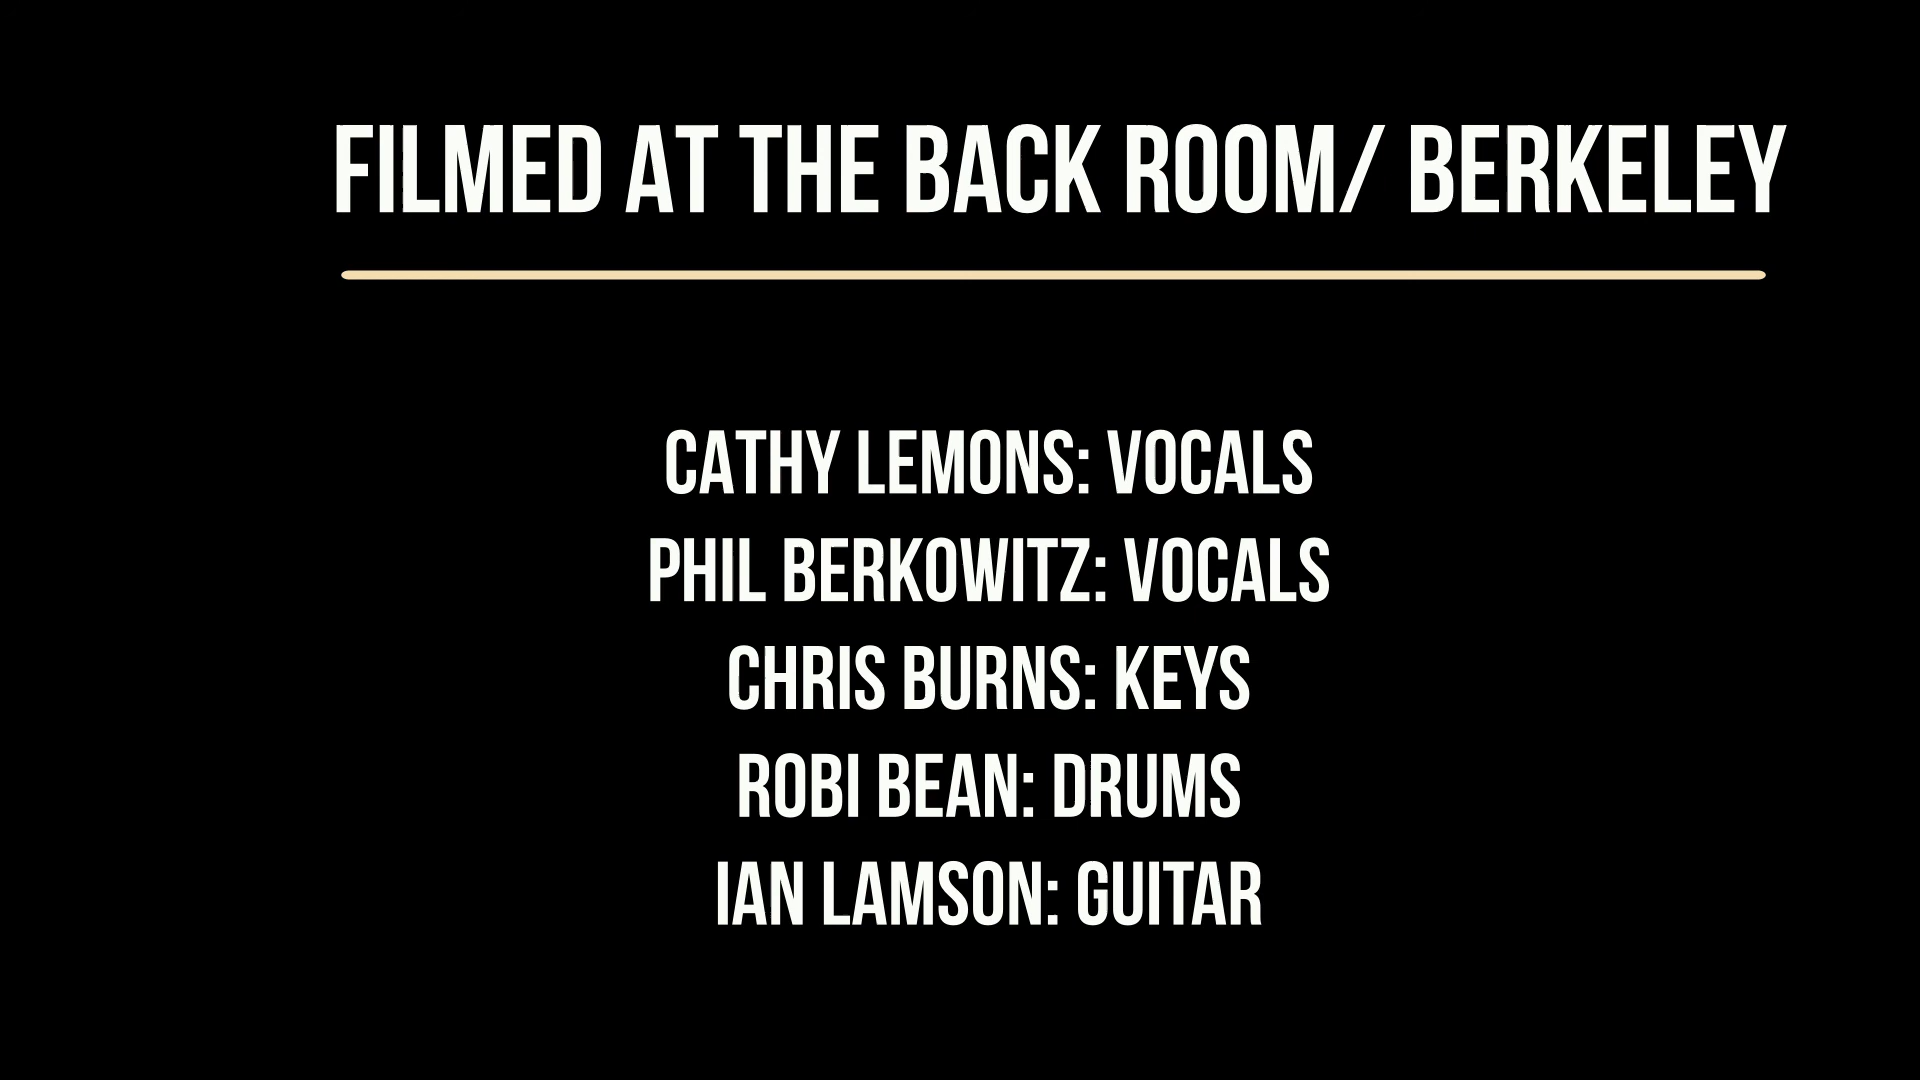 FILMED AT THE BACK ROOM/ BERKELEY
CATHY LEMONS: VOCALS
PHIL BERKOWITZ: VOCALS
CHRIS BURNS: KEYS
ROBI BEAN: DRUMS
IAN LAMSON: GUITAR